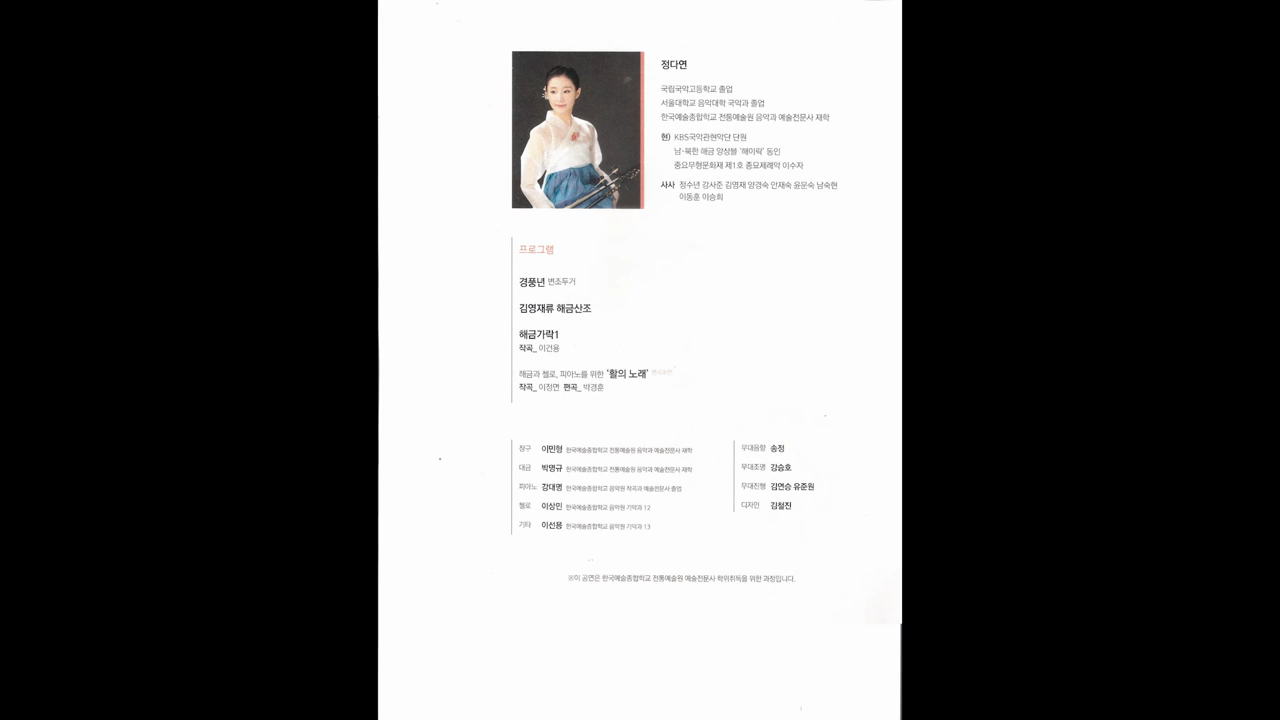 정다연
국립국악고등학교 졸업
서울대학교 음악대학 국악과 졸업
한국예술종합학교 전통예술원 음악과 예술전문사 재학
현) KBS국악관현악단 단원
남·북한 해금 앙상블 '해이락' 동인
중요무형문화재 제1호 종묘제례악 이수자
사사 정수년 강사준 김영재 양경숙 안재숙 윤문숙 남숙현
이동훈 이승희
프로그램
경풍년 변조두거
김영재류 해금산조
해금가락1
작곡_ 이건용
해금과 첼로, 피아노를 위한 '활의 노래'
작곡_ 이정면 편곡_ 박경훈
장구 이민형 한국예술종합학교 전통예술원 음악과 예술전문사 재학
대금 박명규 한국예술종합학교 전통예술원 음악과 예술전문사 재학
피아노 강대명 한국예술종합학교 음악원 작곡과 예술전문사 졸업
첼로 이상민 한국예술종합학교 음악원 기악과 12
기타 이선용 한국예술종합학교 음악원 기악과 13
무대음향 송정
무대조명 강승호
무대진행 김연승 유준원
디자인 김철진
※이 공연은 한국예술종합학교 전통예술원 예술전문사 학위취득을 위한 과정입니다.